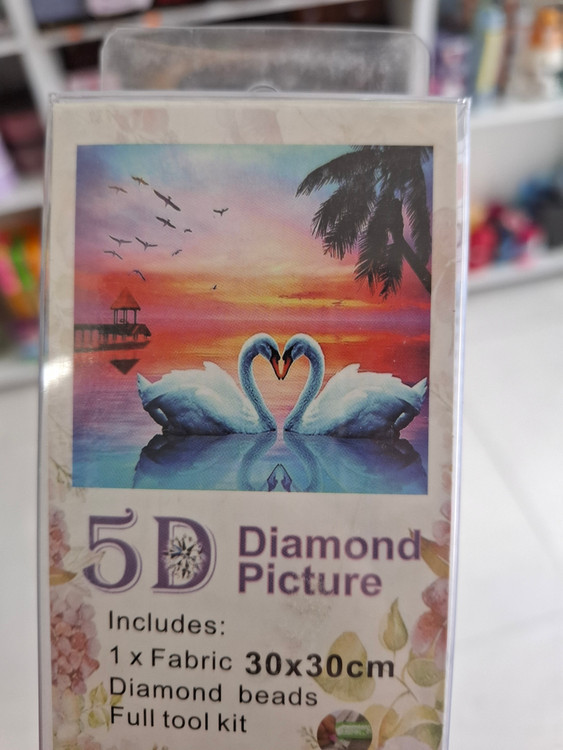 5D Diamond
Picture
Includes:
1 x Fabric 30x30cm
Diamond beads
Full tool kit